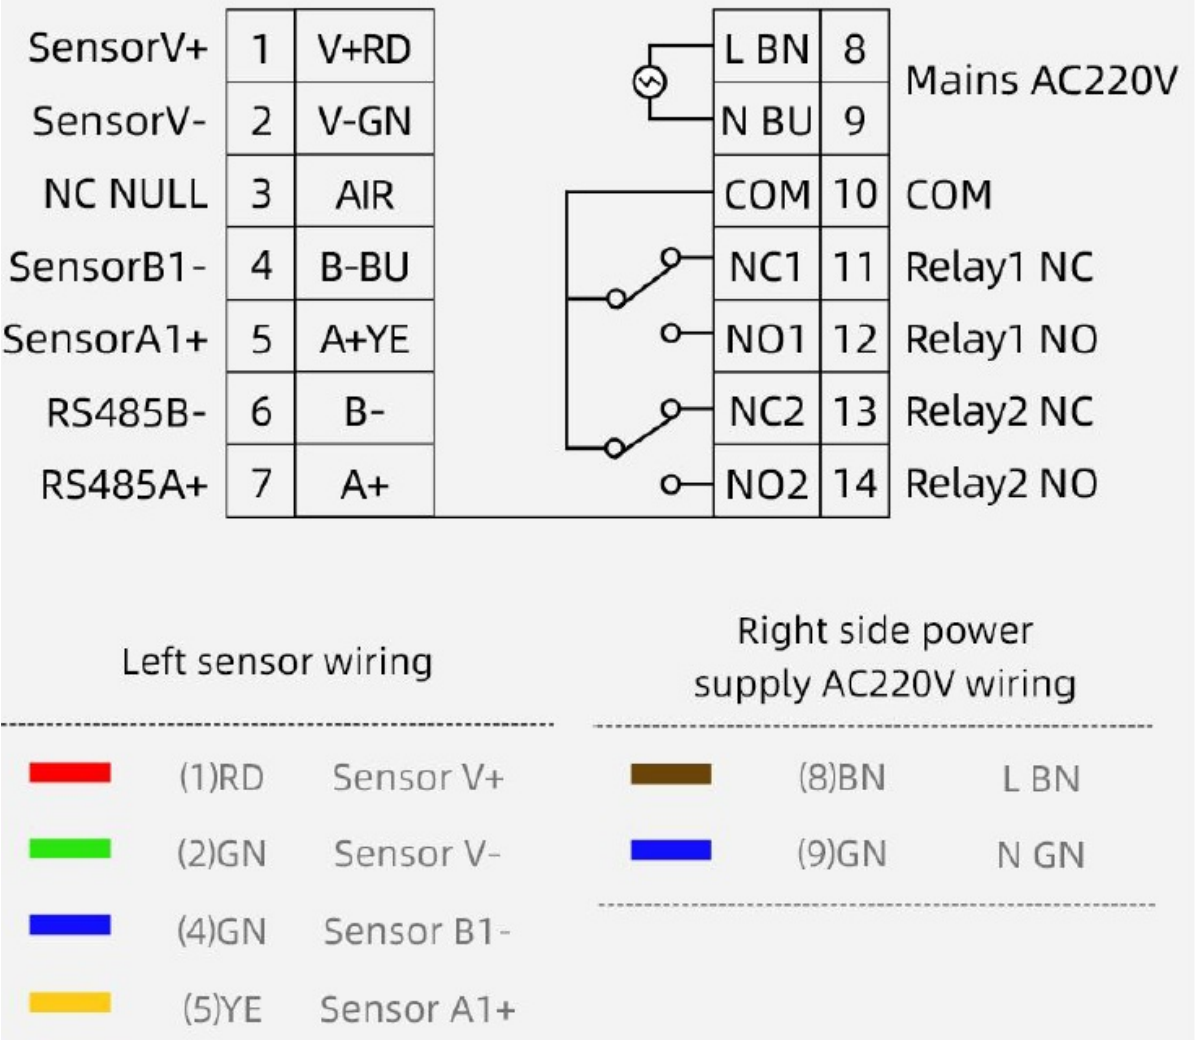 SensorV+ 1 V+RD
SensorV- 2 V-GN
NC NULL 3 AIR
SensorB1- 4 B-BU
SensorA1+ 5 A+YE
RS485B- 6 B-
RS485A+ 7 A+
L BN 8
Mains AC220V
N BU 9
COM 10 COM
NC1 11 Relay1 NC
NO1 12 Relay1 NO
NC2 13 Relay2 NC
NO2 14 Relay2 NO
Left sensor wiring
(1)RD Sensor V+
(2)GN Sensor V-
(4)GN Sensor B1-
(5)YE Sensor A1+
Right side power
supply AC220V wiring
(8)BN L BN
(9)GN N GN